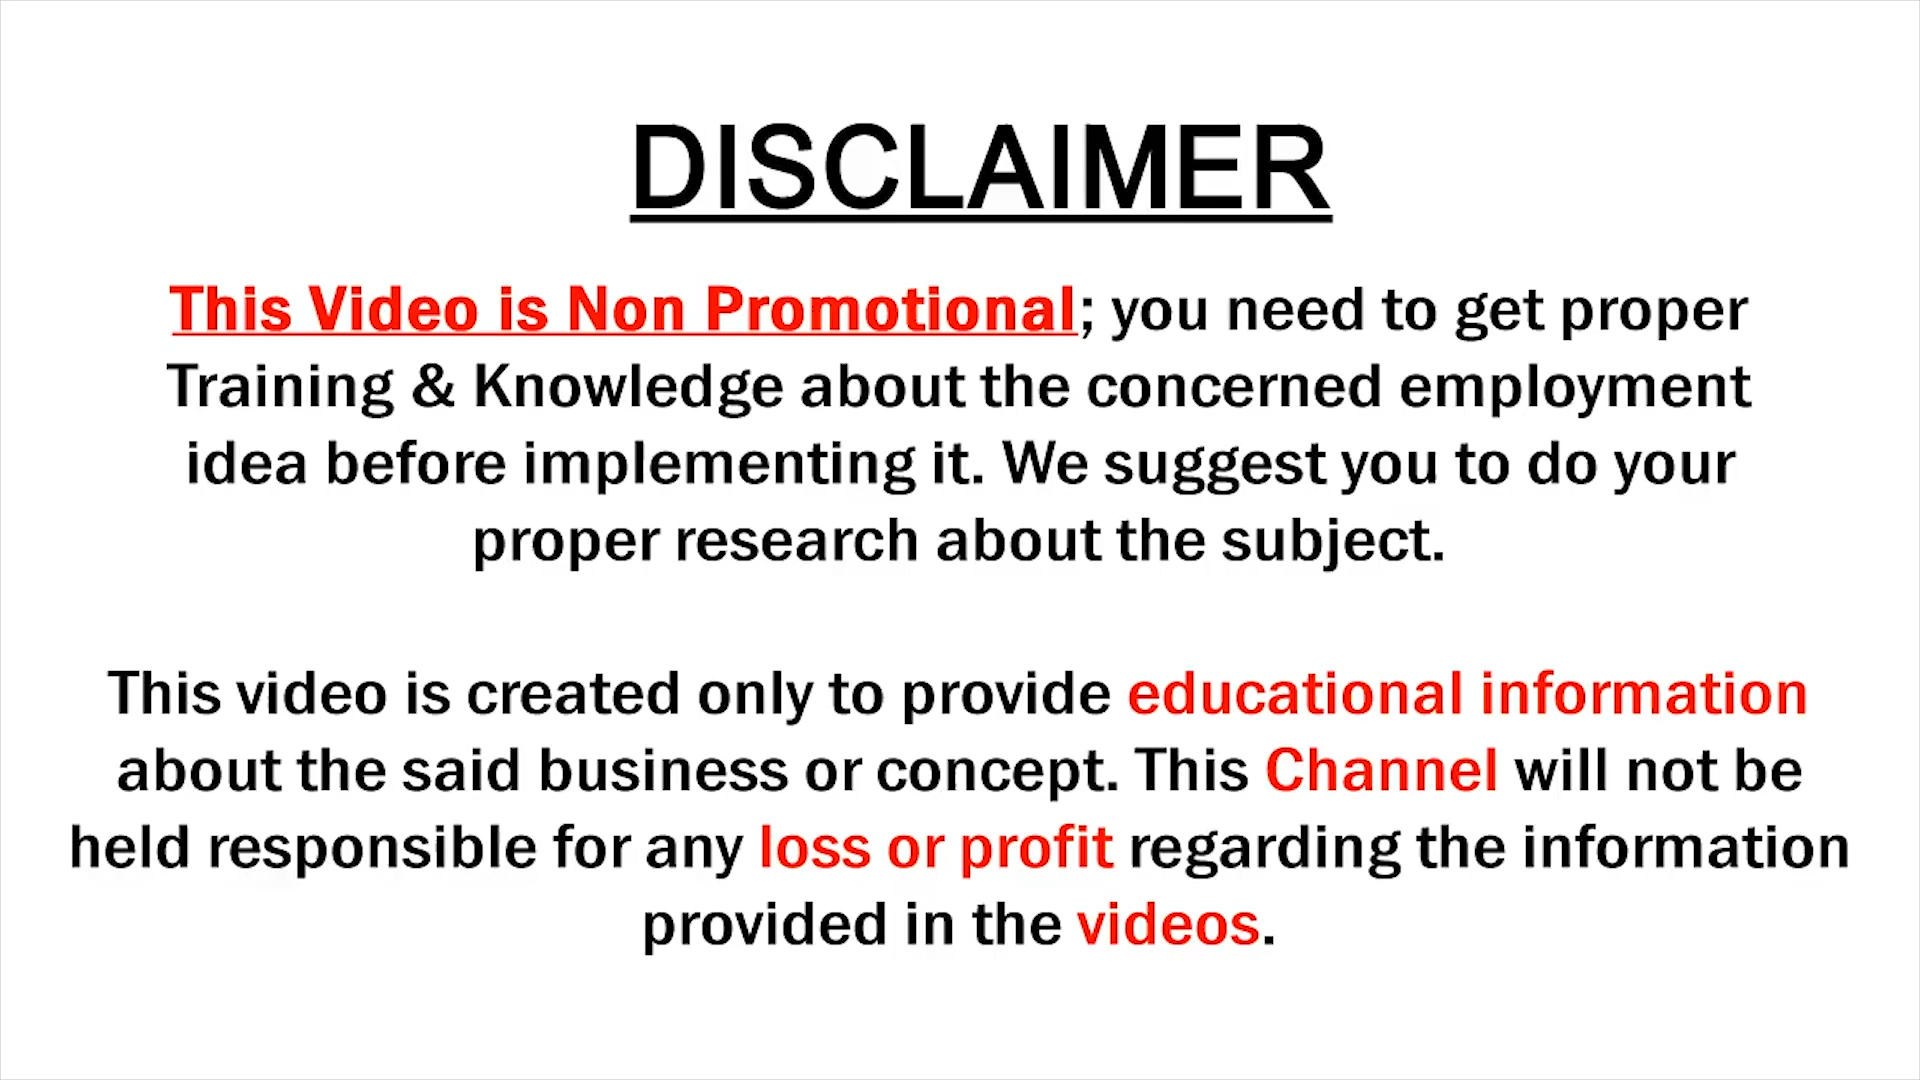 DISCLAIMER
This Video is Non Promotional; you need to get proper
Training & Knowledge about the concerned employment
idea before implementing it. We suggest you to do your
proper research about the subject.
This video is created only to provide educational information
about the said business or concept. This Channel will not be
held responsible for any loss or profit regarding the information
provided in the videos.